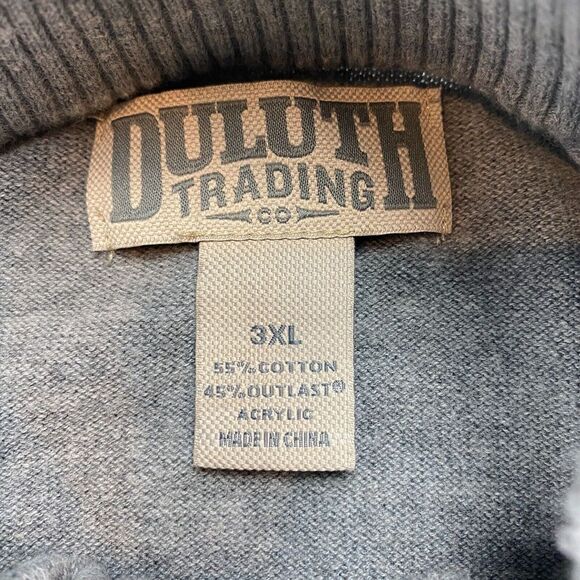 DULUTH
TRADING
CO
3XL
55% COTTON
45% OUTLAST®
ACRYLIC
MADE IN CHINA